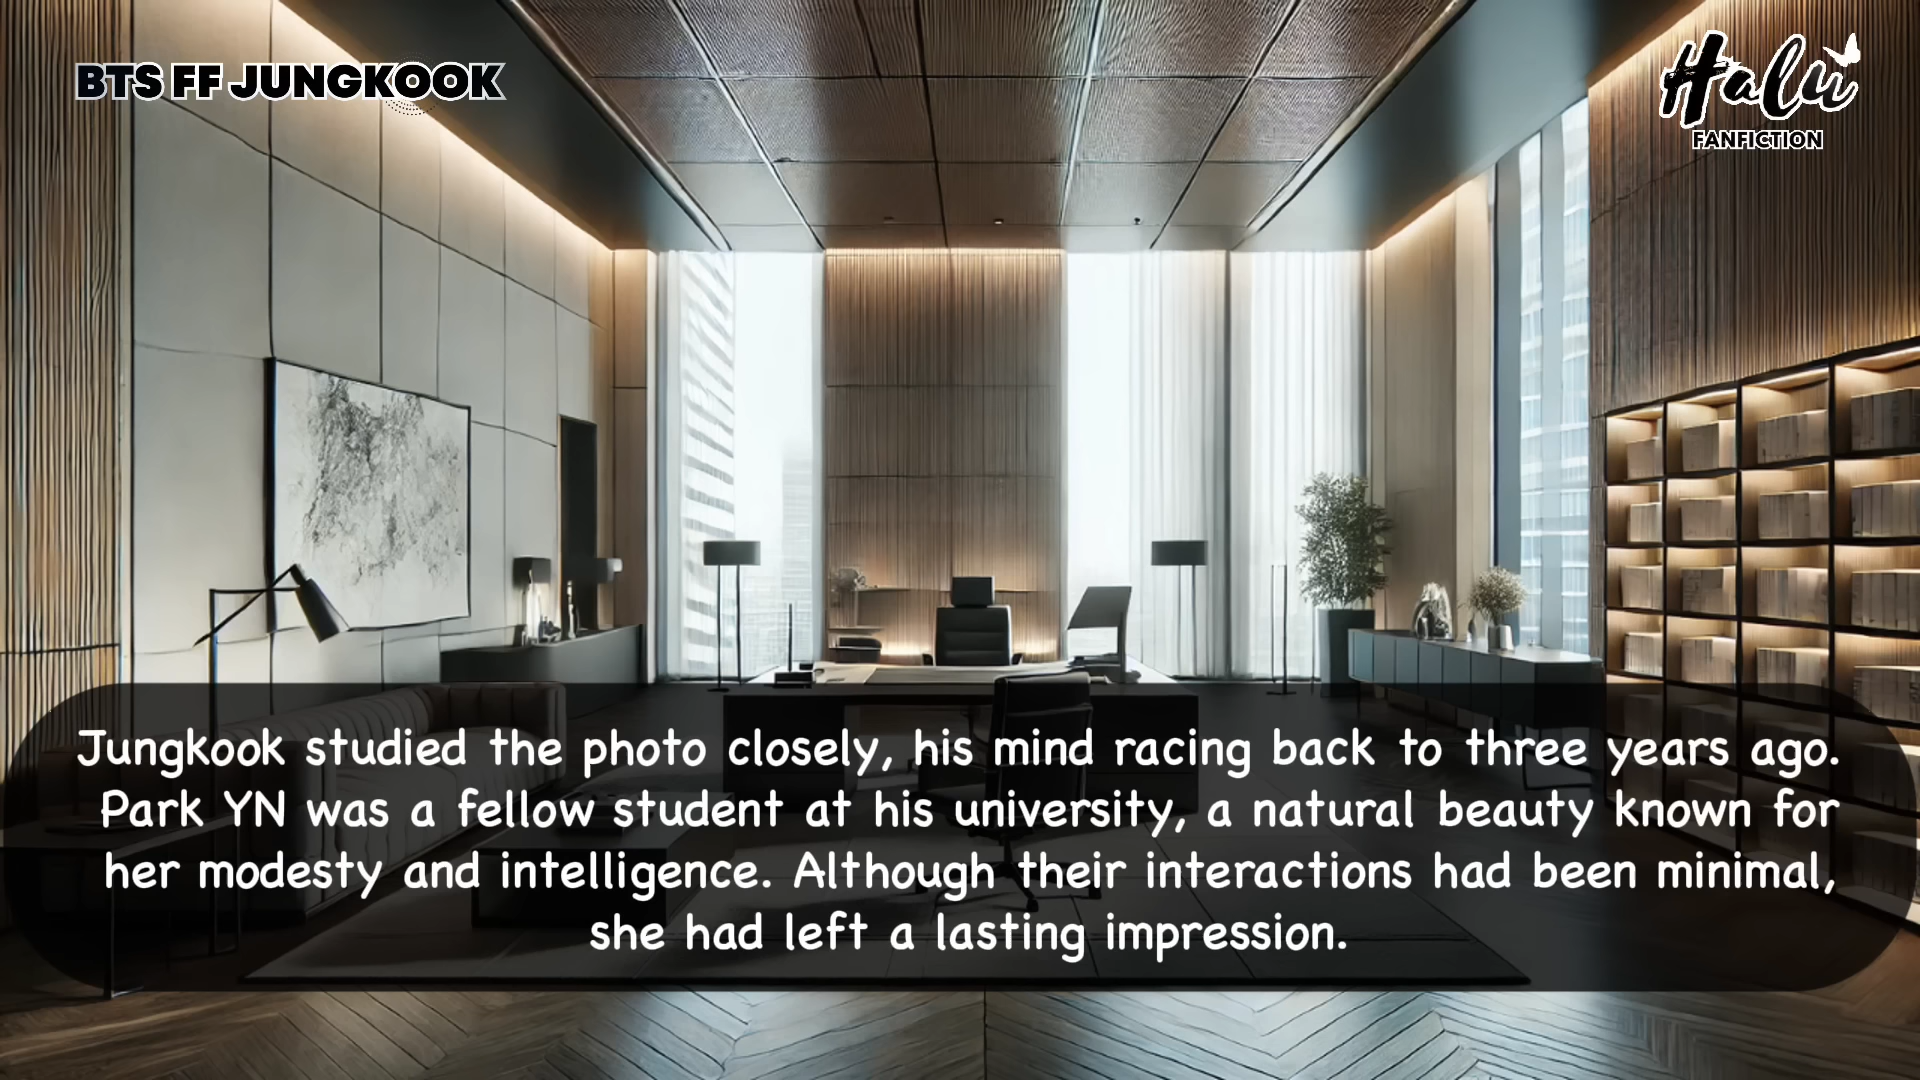 BTS FF JUNGKOOK
Halu
FANFICTION
Jungkook studied the photo closely, his mind racing back to three years ago.
Park YN was a fellow student at his university, a natural beauty known for
her modesty and intelligence. Although their interactions had been minimal,
she had left a lasting impression.